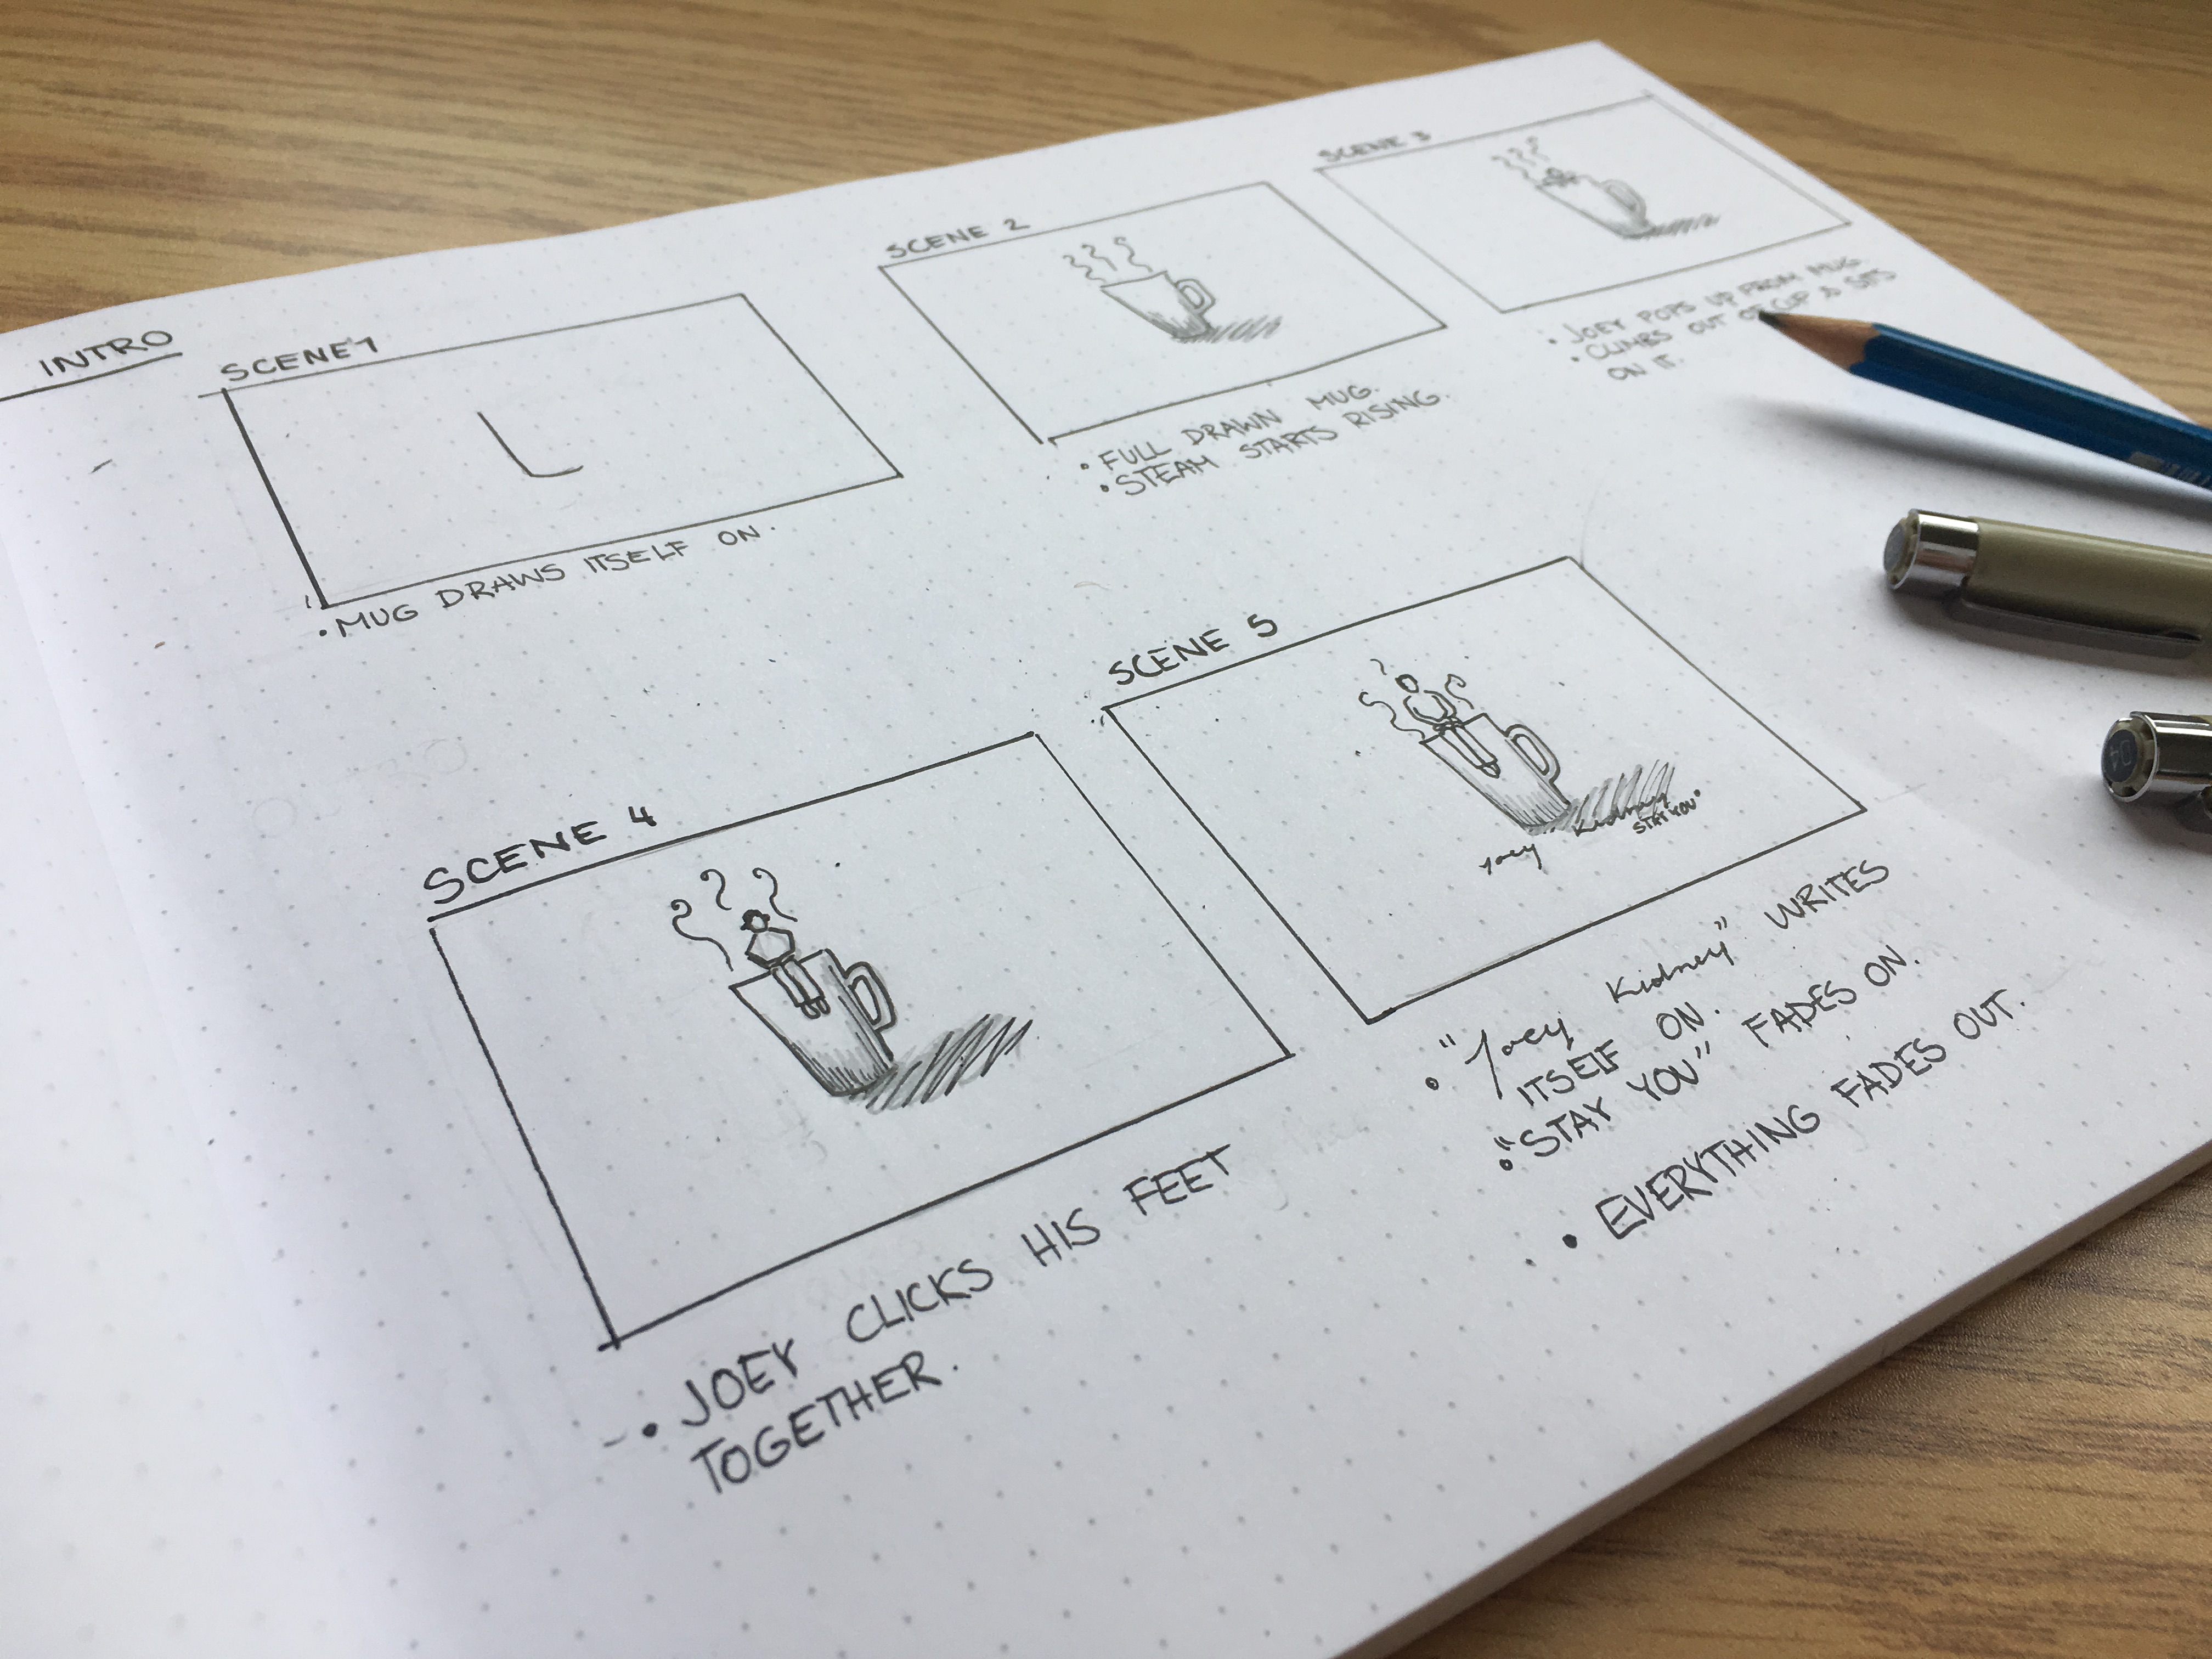 INTRO
SCENE 1
• MUG DRAWS ITSELF ON.
SCENE 2
• FULL DRAWN MUG.
• STEAM STARTS RISING.
SCENE 3
• JOEY POPS UP FROM MUG.
• CLIMBS OUT OF CUP & SITS
ON IT.
SCENE 4
• JOEY CLICKS HIS FEET
TOGETHER.
SCENE 5
Joey Kidney
STAY YOU
• "Joey Kidney" WRITES
ITSELF ON.
• "STAY YOU" FADES ON.
• EVERYTHING FADES OUT.